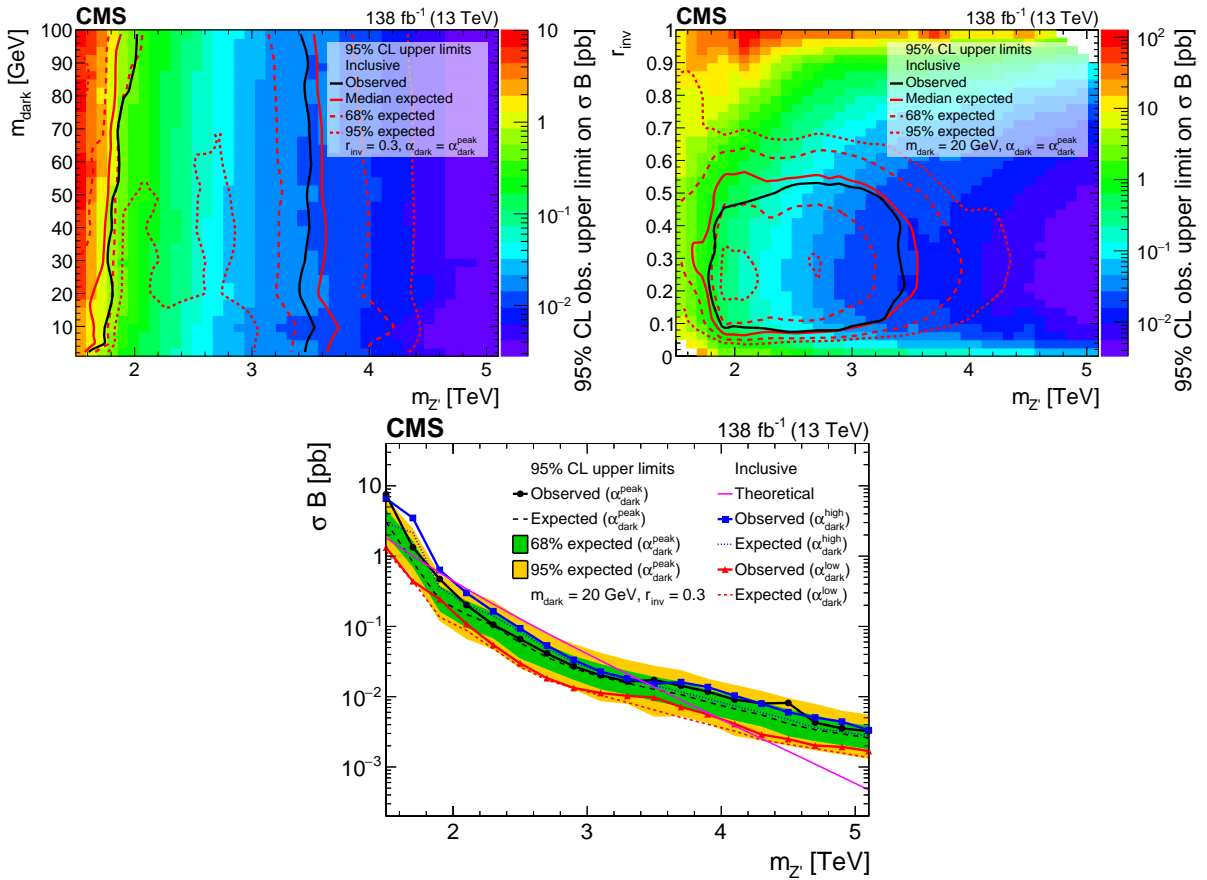 CMS 138 fb⁻¹ (13 TeV)
m_dark [GeV]
100
90
80
70
60
50
40
30
20
10
95% CL upper limits
Inclusive
Observed
Median expected
68% expected
95% expected
r_inv = 0.3, α_dark = α_dark^peak
2 3 4 5
m_Z' [TeV]
10
1
10⁻¹
10⁻²
95% CL obs. upper limit on σ B [pb]
CMS 138 fb⁻¹ (13 TeV)
r_inv
1
0.9
0.8
0.7
0.6
0.5
0.4
0.3
0.2
0.1
0
95% CL upper limits
Inclusive
Observed
Median expected
68% expected
95% expected
m_dark = 20 GeV, α_dark = α_dark^peak
2 3 4 5
m_Z' [TeV]
10²
10
1
10⁻¹
10⁻²
95% CL obs. upper limit on σ B [pb]
CMS 138 fb⁻¹ (13 TeV)
σ B [pb]
10
1
10⁻¹
10⁻²
10⁻³
95% CL upper limits
Observed (α_dark^peak)
Expected (α_dark^peak)
68% expected (α_dark^peak)
95% expected (α_dark^peak)
m_dark = 20 GeV, r_inv = 0.3
Inclusive
Theoretical
Observed (α_dark^high)
Expected (α_dark^high)
Observed (α_dark^low)
Expected (α_dark^low)
2 3 4 5
m_Z' [TeV]